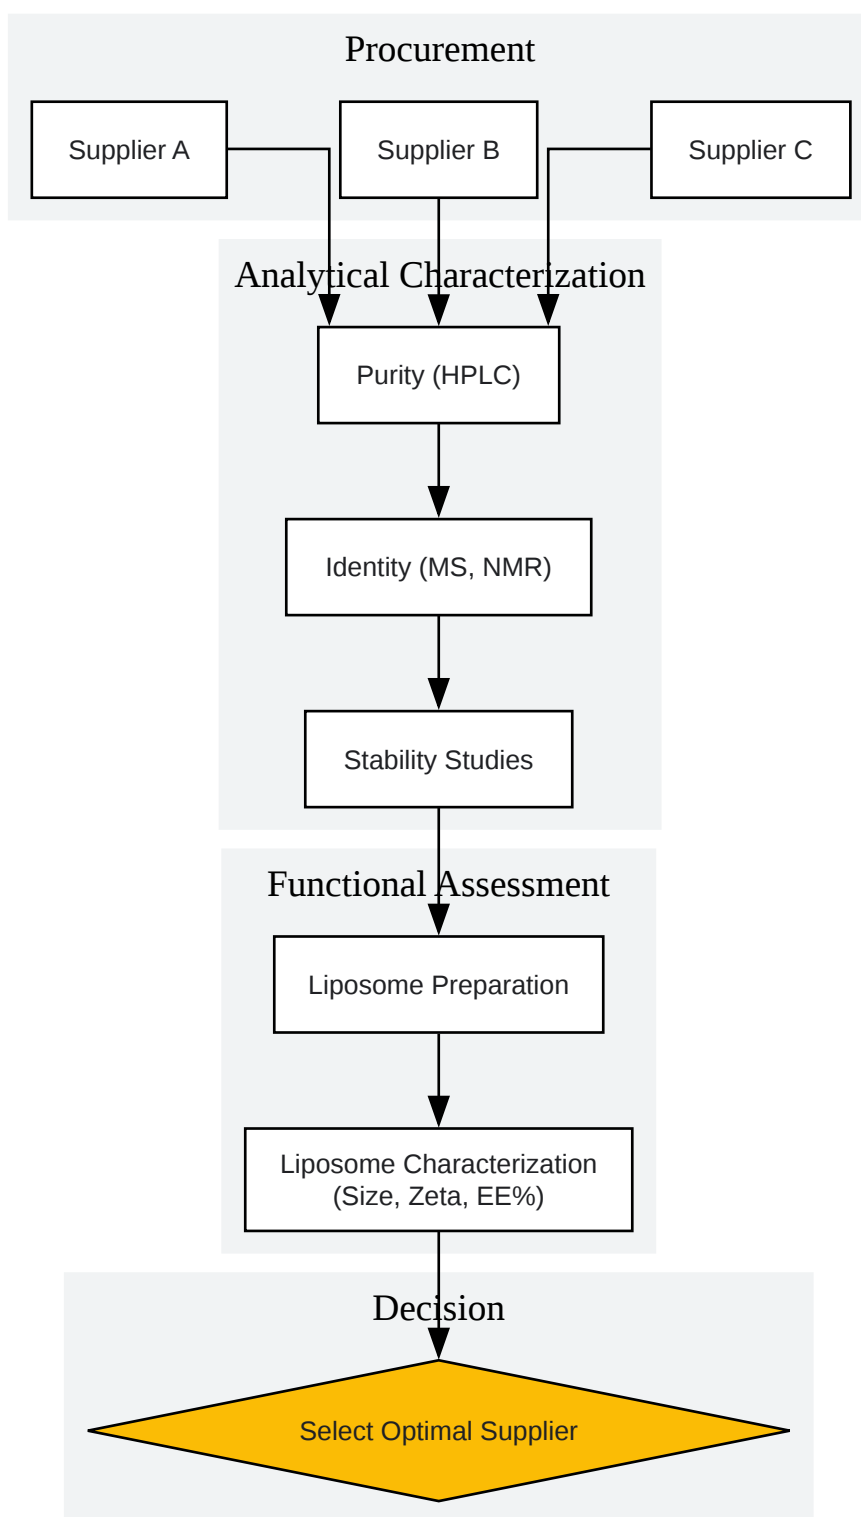 Procurement
Supplier A
Supplier B
Supplier C
Analytical Characterization
Purity (HPLC)
Identity (MS, NMR)
Stability Studies
Functional Assessment
Liposome Preparation
Liposome Characterization
(Size, Zeta, EE%)
Decision
Select Optimal Supplier